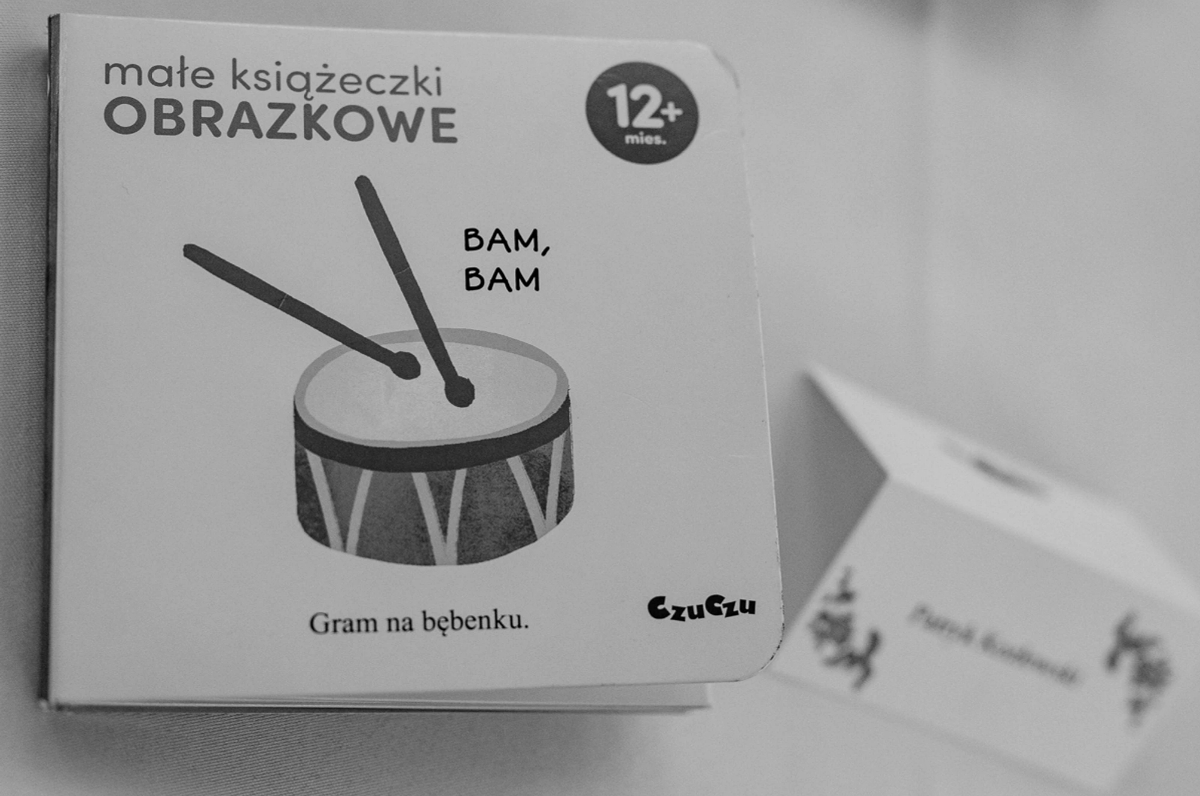 małe książeczki
OBRAZKOWE
12+
mies.
BAM,
BAM
Gram na bębenku.
CzuCzu